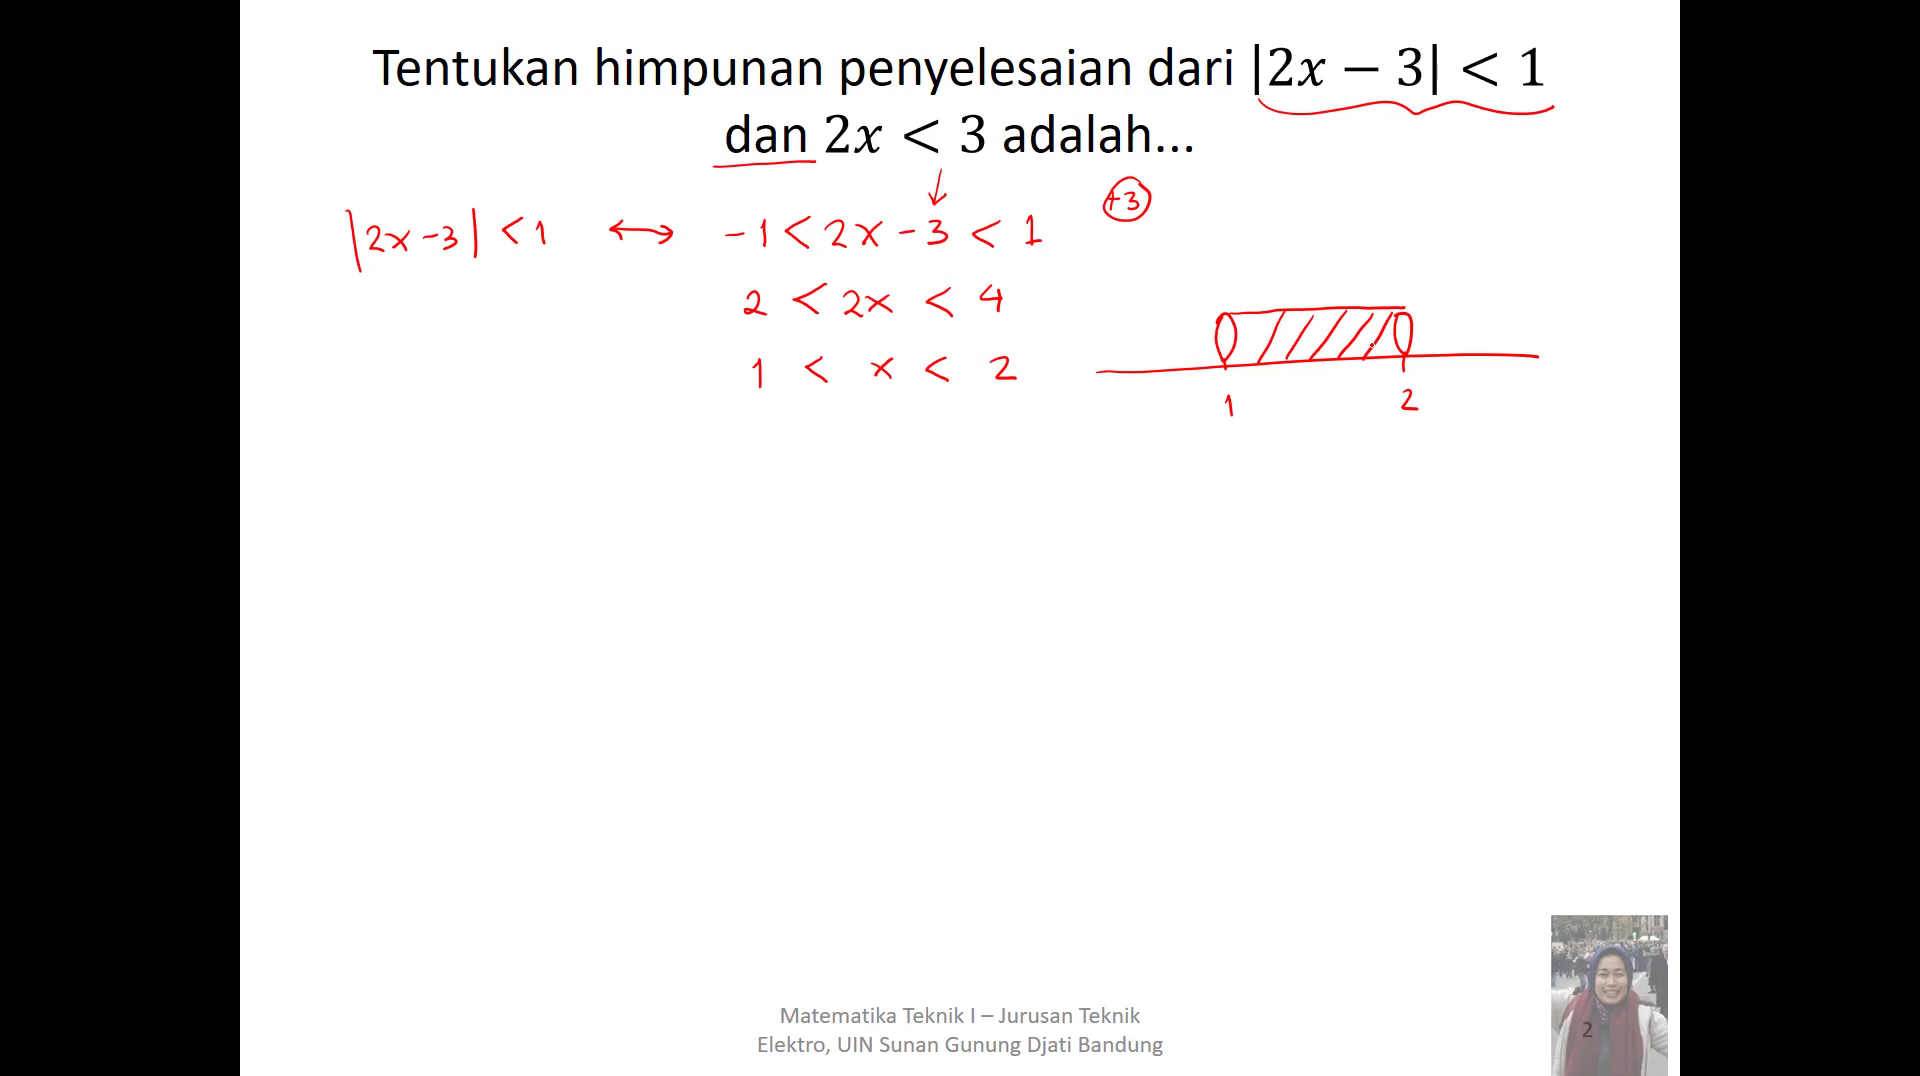 Tentukan himpunan penyelesaian dari |2x − 3| < 1
dan 2x < 3 adalah...
+3
|2x -3| < 1 ↔ -1 < 2x - 3 < 1
2 < 2x < 4
1 < x < 2
1 2
Matematika Teknik I – Jurusan Teknik
Elektro, UIN Sunan Gunung Djati Bandung
2